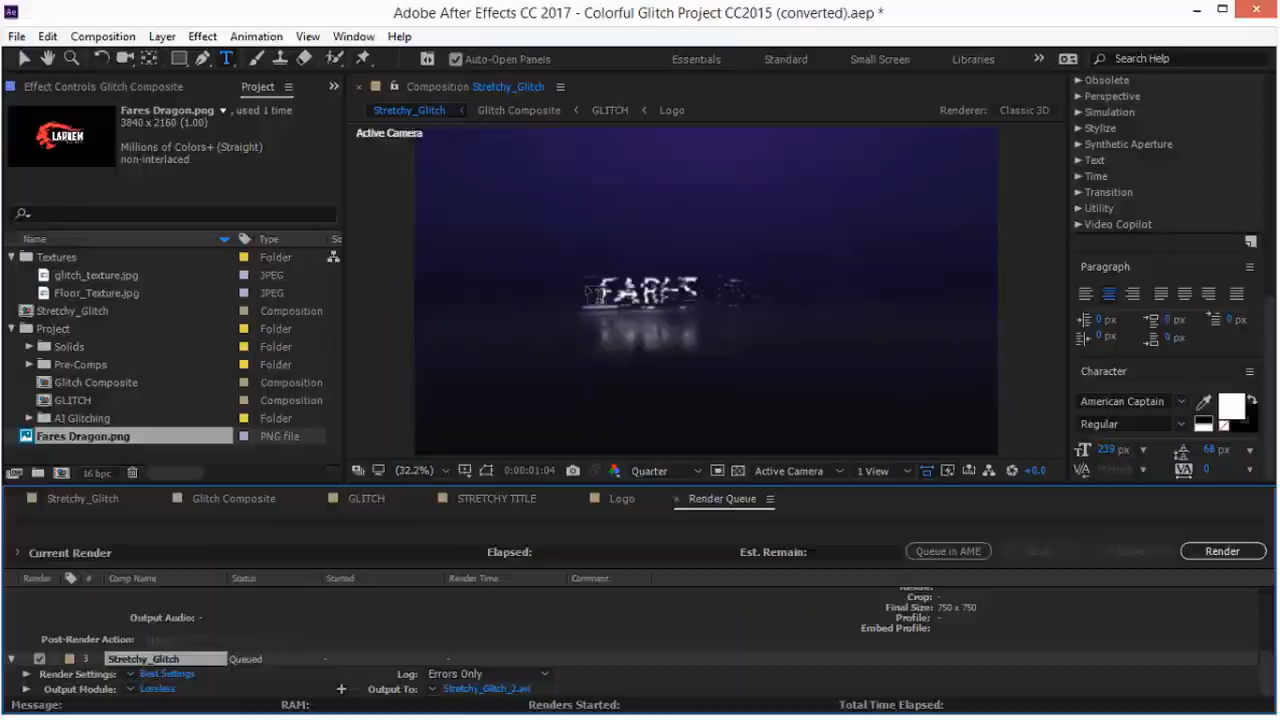 Adobe After Effects CC 2017 - Colorful Glitch Project CC2015 (converted).aep *
File Edit Composition Layer Effect Animation View Window Help
Auto-Open Panels Essentials Standard Small Screen Libraries Search Help
Effect Controls Glitch Composite Project
Composition Stretchy_Glitch
Fares Dragon.png , used 1 time
3840 x 2160 (1.00)
Millions of Colors+ (Straight)
non-interlaced
Stretchy_Glitch Glitch Composite GLITCH Logo
Renderer: Classic 3D
Active Camera
FARES
Name Type
Textures Folder
glitch_texture.jpg JPEG
Floor_Texture.jpg JPEG
Stretchy_Glitch Composition
Project Folder
Solids Folder
Pre-Comps Folder
Glitch Composite Composition
GLITCH Composition
AI Glitching Folder
Fares Dragon.png PNG file
16 bpc
(32.2%) 0:00:01:04 Quarter Active Camera 1 View +0.0
Obsolete
Perspective
Simulation
Stylize
Synthetic Aperture
Text
Time
Transition
Utility
Video Copilot
Paragraph
0 px 0 px 0 px
0 px 0 px
Character
American Captain
Regular
239 px 68 px
Metrics 0
Stretchy_Glitch Glitch Composite GLITCH STRETCHY TITLE Logo Render Queue
Current Render Elapsed: Est. Remain: Queue in AME Render
Render # Comp Name Status Started Render Time Comment
Crop: -
Output Audio: - Final Size: 750 x 750
Profile: -
Embed Profile:
Post-Render Action:
3 Stretchy_Glitch Queued - -
Render Settings: Best Settings Log: Errors Only
Output Module: Lossless Output To: Stretchy_Glitch_2.avi
Message: RAM: Renders Started: Total Time Elapsed: